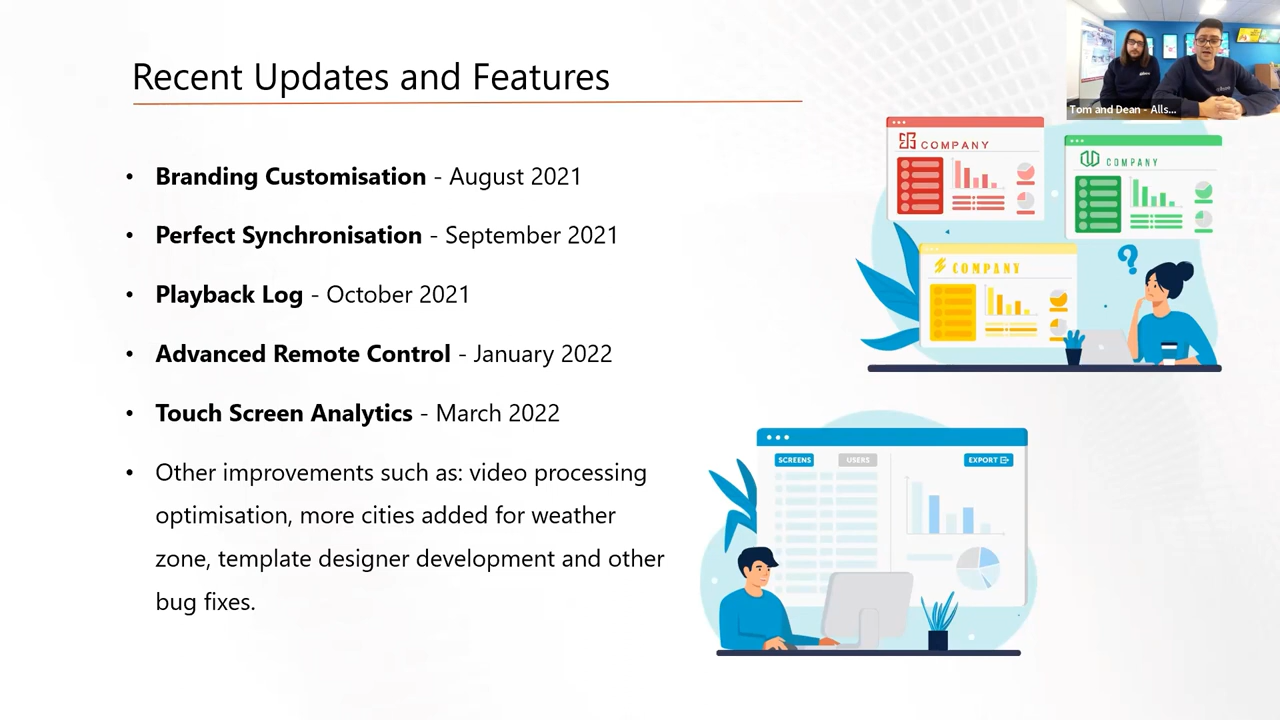 Recent Updates and Features
Tom and Dean - Alls...
• Branding Customisation - August 2021
• Perfect Synchronisation - September 2021
• Playback Log - October 2021
• Advanced Remote Control - January 2022
• Touch Screen Analytics - March 2022
• Other improvements such as: video processing
optimisation, more cities added for weather
zone, template designer development and other
bug fixes.
COMPANY
COMPANY
COMPANY
?
SCREENS
USERS
EXPORT